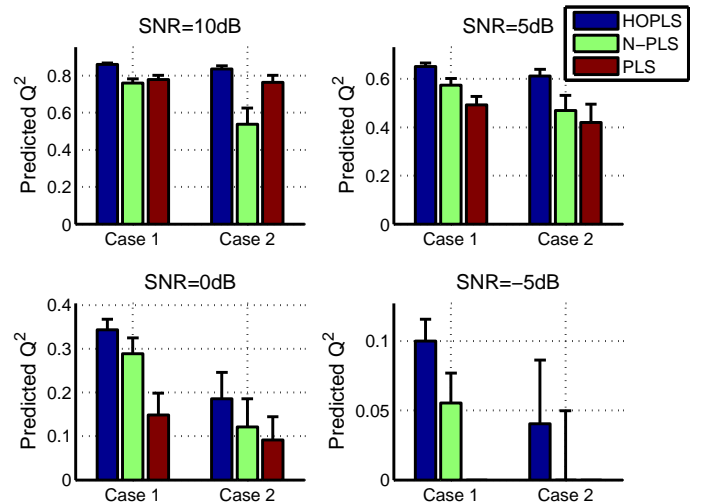 SNR=10dB
Predicted Q²
0.8
0.6
0.4
0.2
0
Case 1
Case 2
SNR=5dB
HOPLS
N−PLS
PLS
Predicted Q²
0.6
0.4
0.2
0
Case 1
Case 2
SNR=0dB
Predicted Q²
0.4
0.3
0.2
0.1
0
Case 1
Case 2
SNR=−5dB
Predicted Q²
0.1
0.05
0
Case 1
Case 2